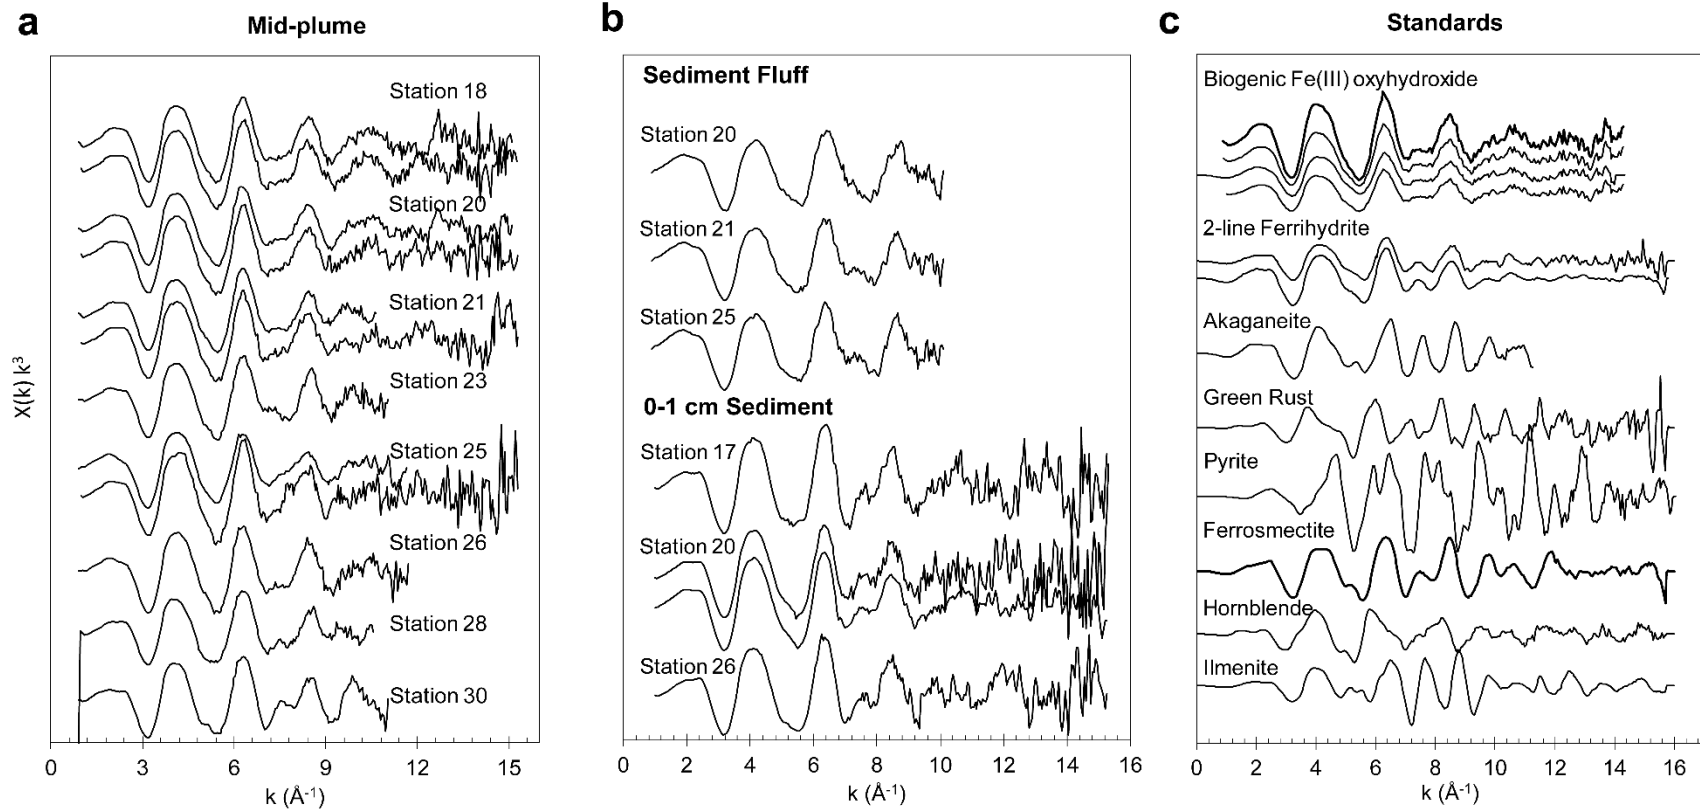 a
Mid-plume
Station 18
Station 20
Station 21
Station 23
Station 25
Station 26
Station 28
Station 30
X(k) k³
0 3 6 9 12 15
k (Å⁻¹)
b
Sediment Fluff
Station 20
Station 21
Station 25
0-1 cm Sediment
Station 17
Station 20
Station 26
0 2 4 6 8 10 12 14 16
k (Å⁻¹)
c
Standards
Biogenic Fe(III) oxyhydroxide
2-line Ferrihydrite
Akaganeite
Green Rust
Pyrite
Ferrosmectite
Hornblende
Ilmenite
0 2 4 6 8 10 12 14 16
k (Å⁻¹)